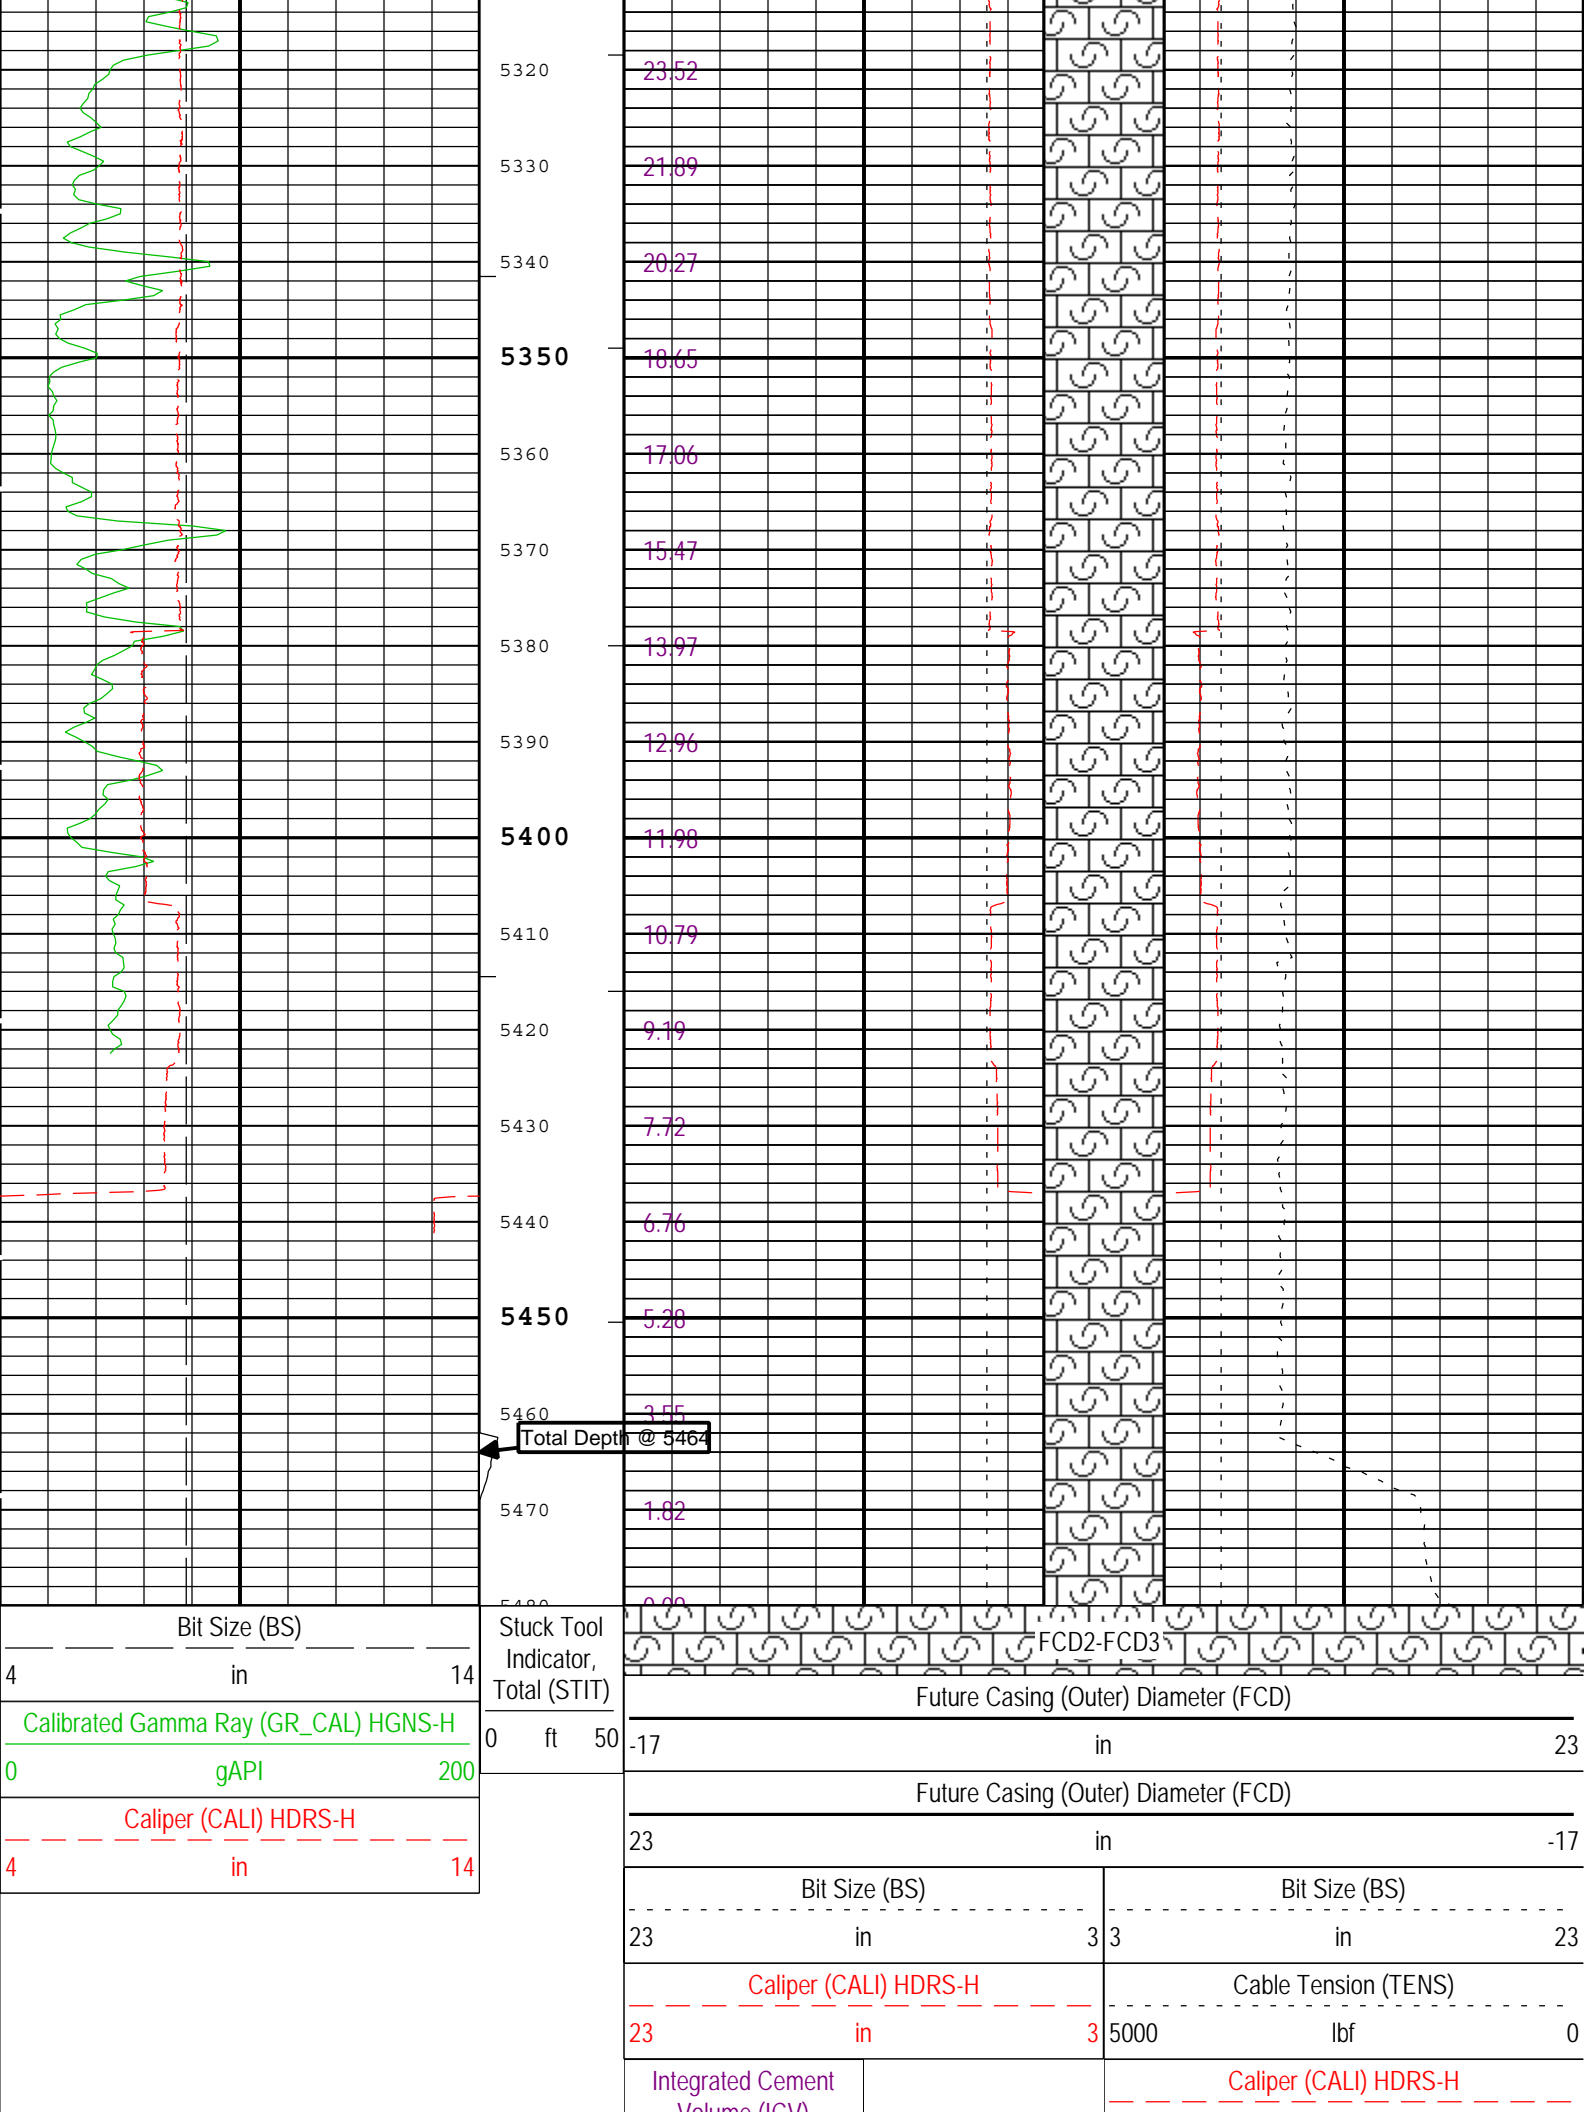 5320 23.52
5330 21.89
5340 20.27
5350 18.65
5360 17.06
5370 15.47
5380 13.97
5390 12.96
5400 11.98
5410 10.79
5420 9.19
5430 7.72
5440 6.76
5450 5.28
5460 3.55
Total Depth @ 5464
5470 1.82
5480
Bit Size (BS)
4 in 14
Calibrated Gamma Ray (GR_CAL) HGNS-H
0 gAPI 200
Caliper (CALI) HDRS-H
4 in 14
Stuck Tool
Indicator,
Total (STIT)
0 ft 50
FCD2-FCD3
Future Casing (Outer) Diameter (FCD)
-17 in 23
Future Casing (Outer) Diameter (FCD)
23 in -17
Bit Size (BS)
23 in 3
Bit Size (BS)
3 in 23
Caliper (CALI) HDRS-H
23 in 3
Cable Tension (TENS)
5000 lbf 0
Integrated Cement
Volume (ICV)
Caliper (CALI) HDRS-H